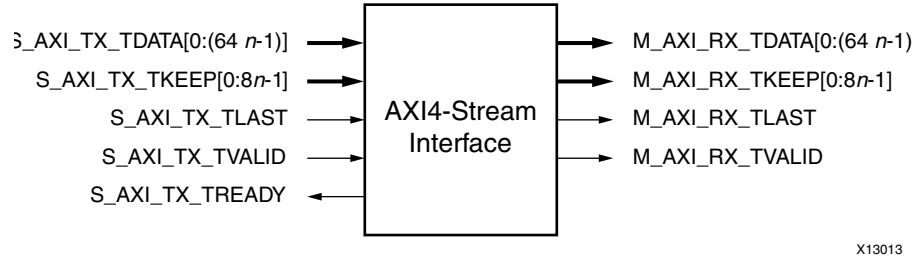 S_AXI_TX_TDATA[0:(64 n-1)]
S_AXI_TX_TKEEP[0:8n-1]
S_AXI_TX_TLAST
S_AXI_TX_TVALID
S_AXI_TX_TREADY
AXI4-Stream
Interface
M_AXI_RX_TDATA[0:(64 n-1)
M_AXI_RX_TKEEP[0:8n-1]
M_AXI_RX_TLAST
M_AXI_RX_TVALID
X13013